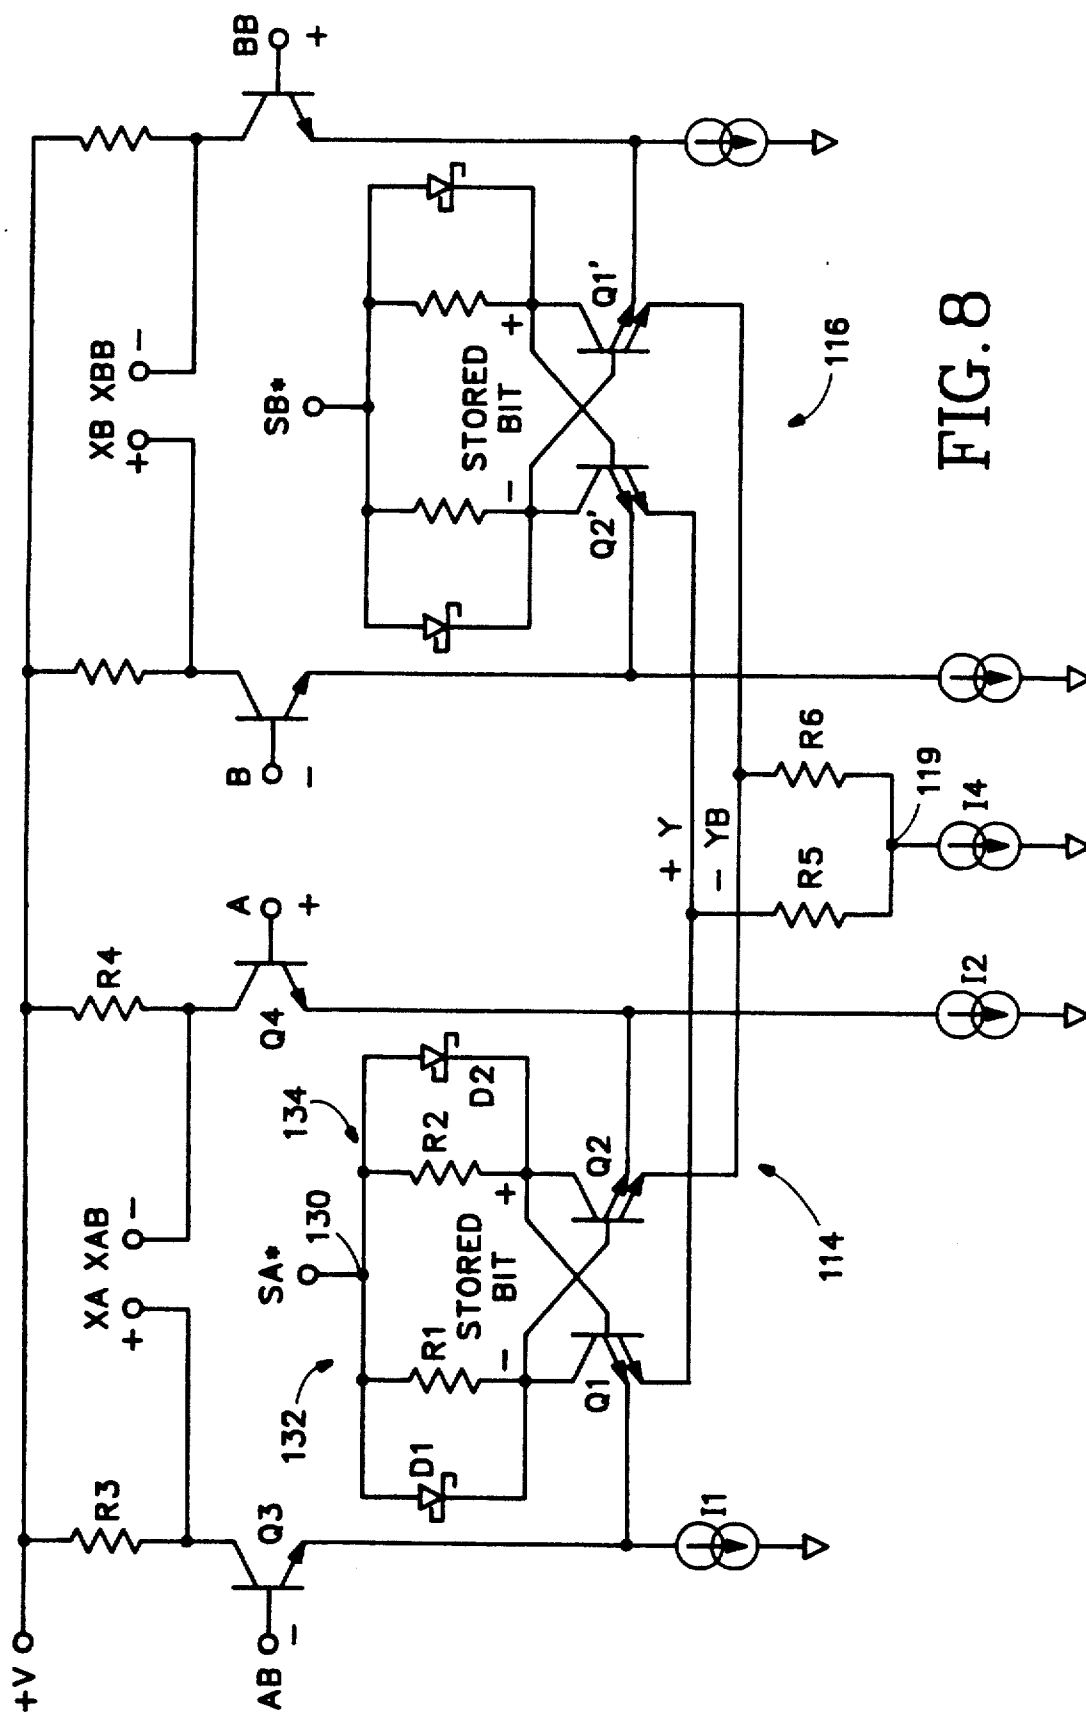 +V
R3
R4
XA XAB
+ -
XB XBB
+ -
AB
-
Q3
Q4
A
+
B
-
BB
+
SA*
130
132
134
SB*
D1
R1
R2
D2
STORED
BIT
- +
STORED
BIT
- +
Q1
Q2
Q2'
Q1'
114
116
+ Y
- YB
I1
R5
R6
119
I2
I4
FIG. 8